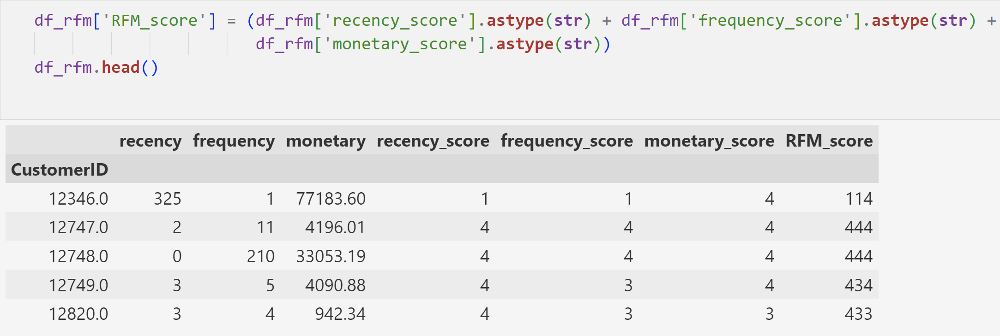 df_rfm['RFM_score'] = (df_rfm['recency_score'].astype(str) + df_rfm['frequency_score'].astype(str) +
df_rfm['monetary_score'].astype(str))
df_rfm.head()
recency frequency monetary recency_score frequency_score monetary_score RFM_score
CustomerID
12346.0 325 1 77183.60 1 1 4 114
12747.0 2 11 4196.01 4 4 4 444
12748.0 0 210 33053.19 4 4 4 444
12749.0 3 5 4090.88 4 3 4 434
12820.0 3 4 942.34 4 3 3 433